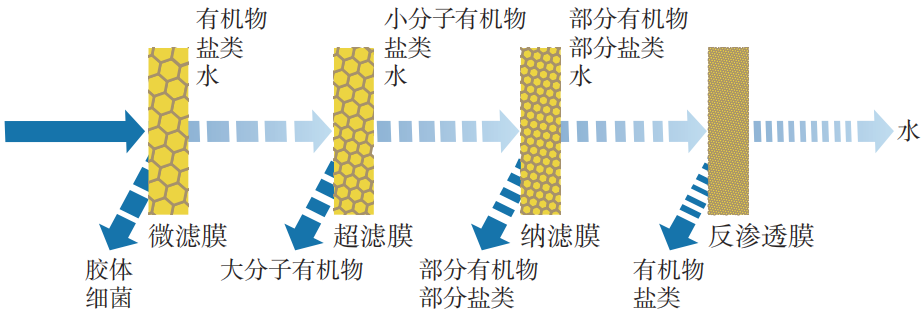 有机物
盐类
水
小分子有机物
盐类
水
部分有机物
部分盐类
水
水
微滤膜
超滤膜
纳滤膜
反渗透膜
胶体
细菌
大分子有机物
部分有机物
部分盐类
有机物
盐类